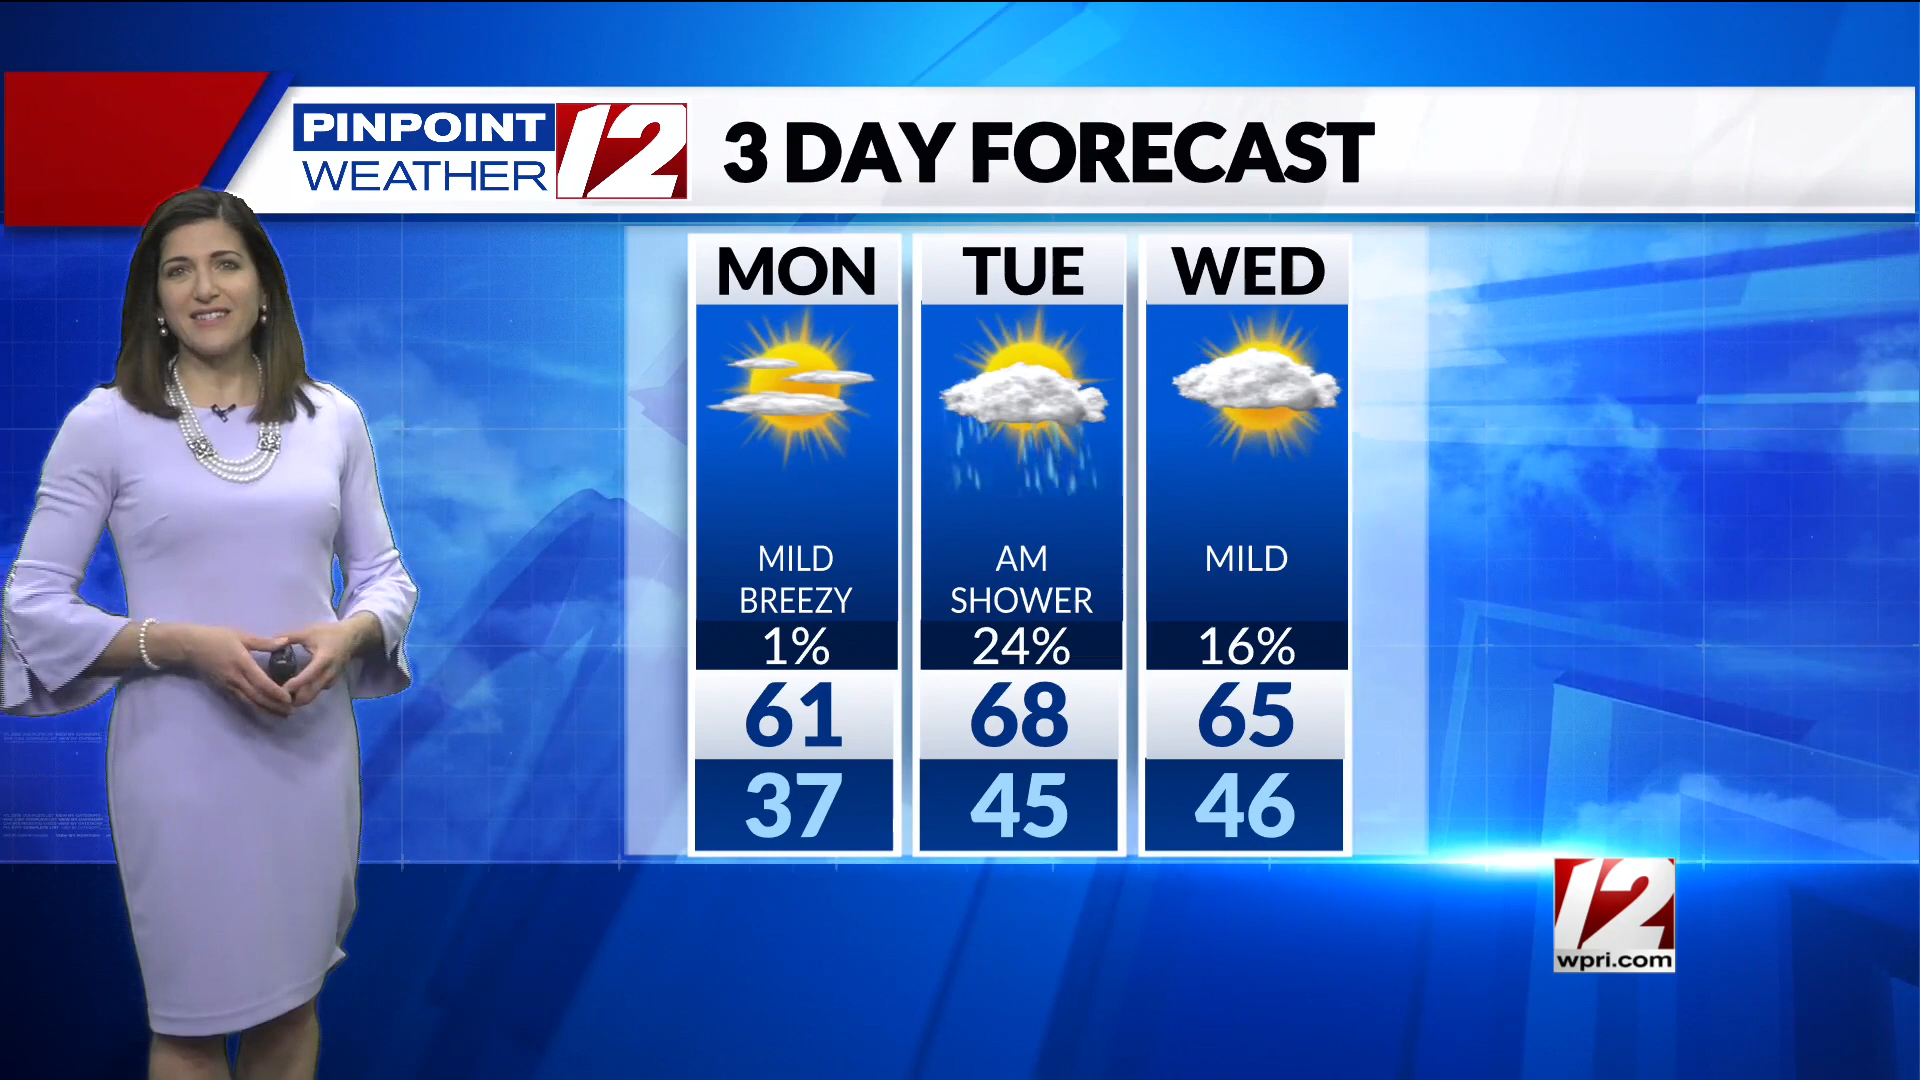 PINPOINT
WEATHER 12
3 DAY FORECAST
MON TUE WED
MILD
BREEZY
AM
SHOWER
MILD
1% 24% 16%
61 68 65
37 45 46
12
wpri.com